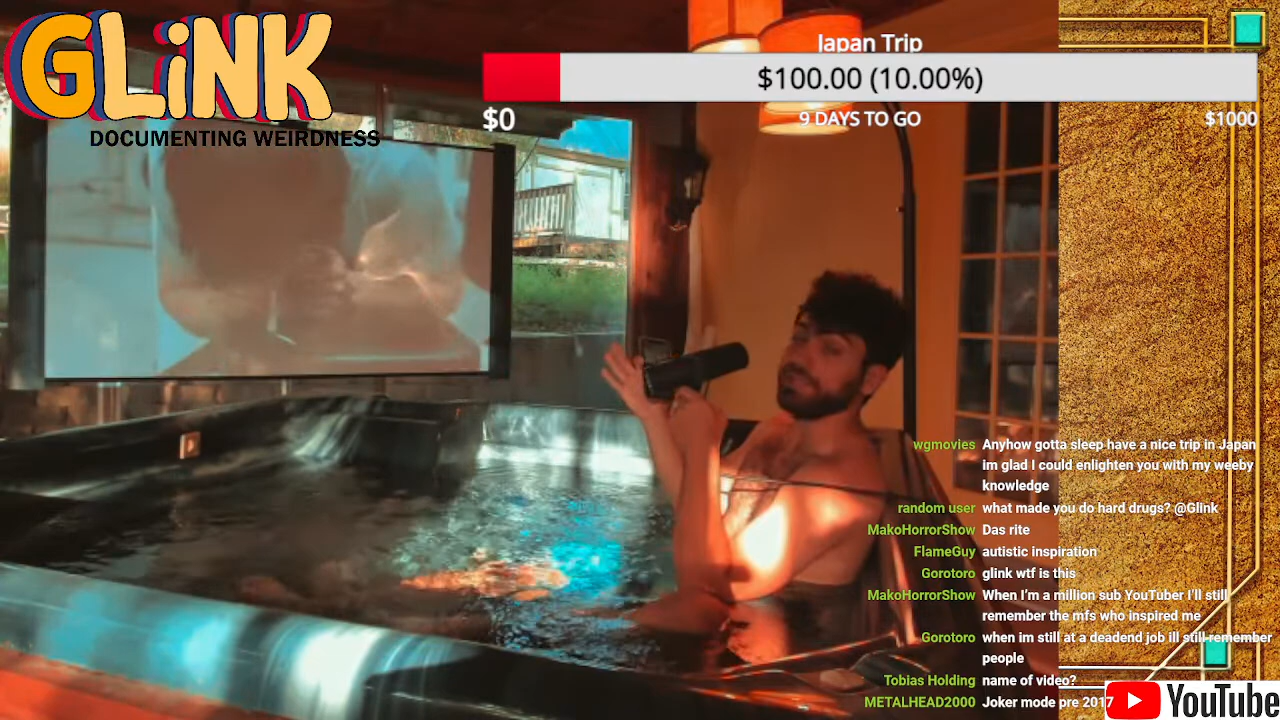 GLiNK
DOCUMENTING WEIRDNESS
Japan Trip
$100.00 (10.00%)
$0
9 DAYS TO GO
$1000
wgmovies Anyhow gotta sleep have a nice trip in Japan
im glad I could enlighten you with my weeby
knowledge
random user what made you do hard drugs? @Glink
MakoHorrorShow Das rite
FlameGuy autistic inspiration
Gorotoro glink wtf is this
MakoHorrorShow When I'm a million sub YouTuber I'll still
remember the mfs who inspired me
Gorotoro when im still at a deadend job ill still remember
people
Tobias Holding name of video?
METALHEAD2000 Joker mode pre 2017
YouTube